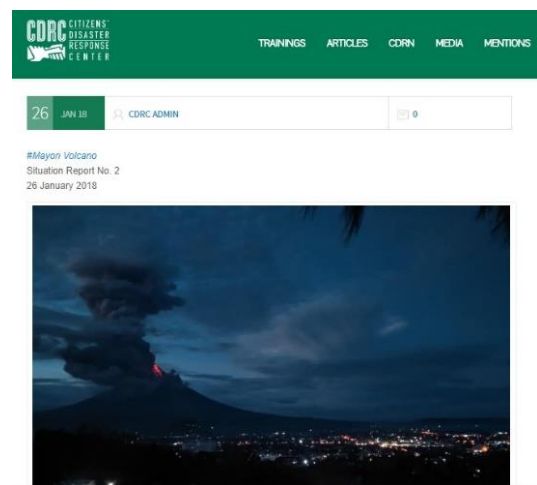 CDRC CITIZENS'
DISASTER
RESPONSE
CENTER
TRAININGS ARTICLES CDRN MEDIA MENTIONS
26 JAN 18 CDRC ADMIN 0
#Mayon Volcano
Situation Report No. 2
26 January 2018